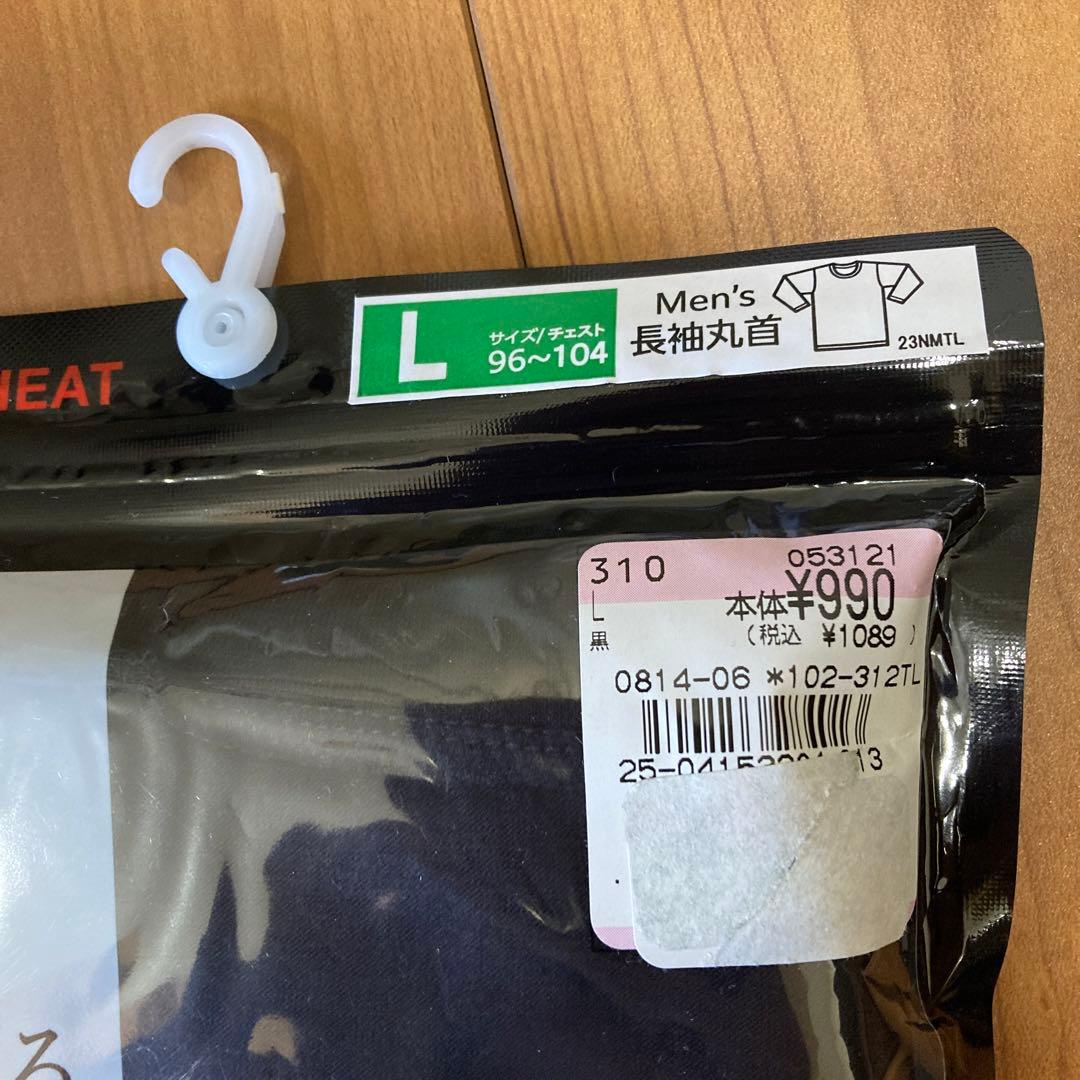 HEAT
L
サイズ/チェスト
96〜104
Men's
長袖丸首
23NMTL
310
053121
L
本体¥990
黒
(税込 ¥1089 )
0814-06 *102-312TL
る